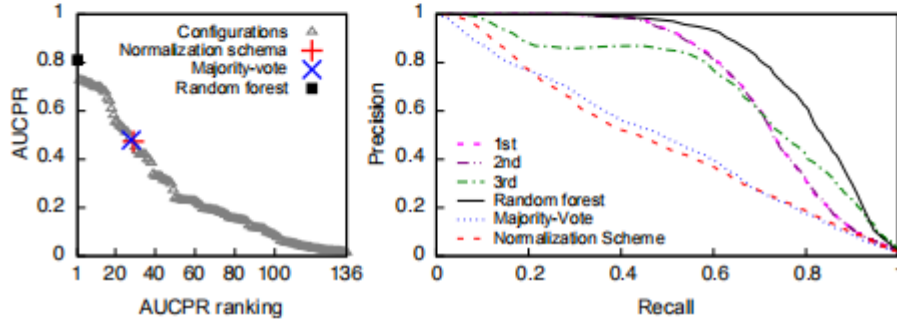 1
0.8
0.6
0.4
0.2
0
AUCPR
Configurations
Normalization schema
Majority-vote
Random forest
1 20 40 60 80 100 136
AUCPR ranking
1
0.8
0.6
0.4
0.2
0
Precision
1st
2nd
3rd
Random forest
Majority-Vote
Normalization Scheme
0 0.2 0.4 0.6 0.8 1
Recall